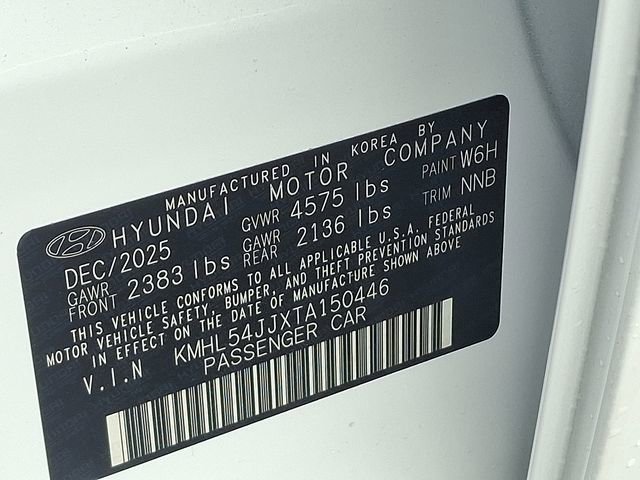 MANUFACTURED IN KOREA BY
HYUNDAI MOTOR COMPANY
DEC/2025 GVWR 4575 lbs PAINT W6H
GAWR FRONT 2383 lbs GAWR REAR 2136 lbs TRIM NNB
THIS VEHICLE CONFORMS TO ALL APPLICABLE U.S.A. FEDERAL
MOTOR VEHICLE SAFETY, BUMPER, AND THEFT PREVENTION STANDARDS
IN EFFECT ON THE DATE OF MANUFACTURE SHOWN ABOVE
V.I.N KMHL54JJXTA150446
PASSENGER CAR